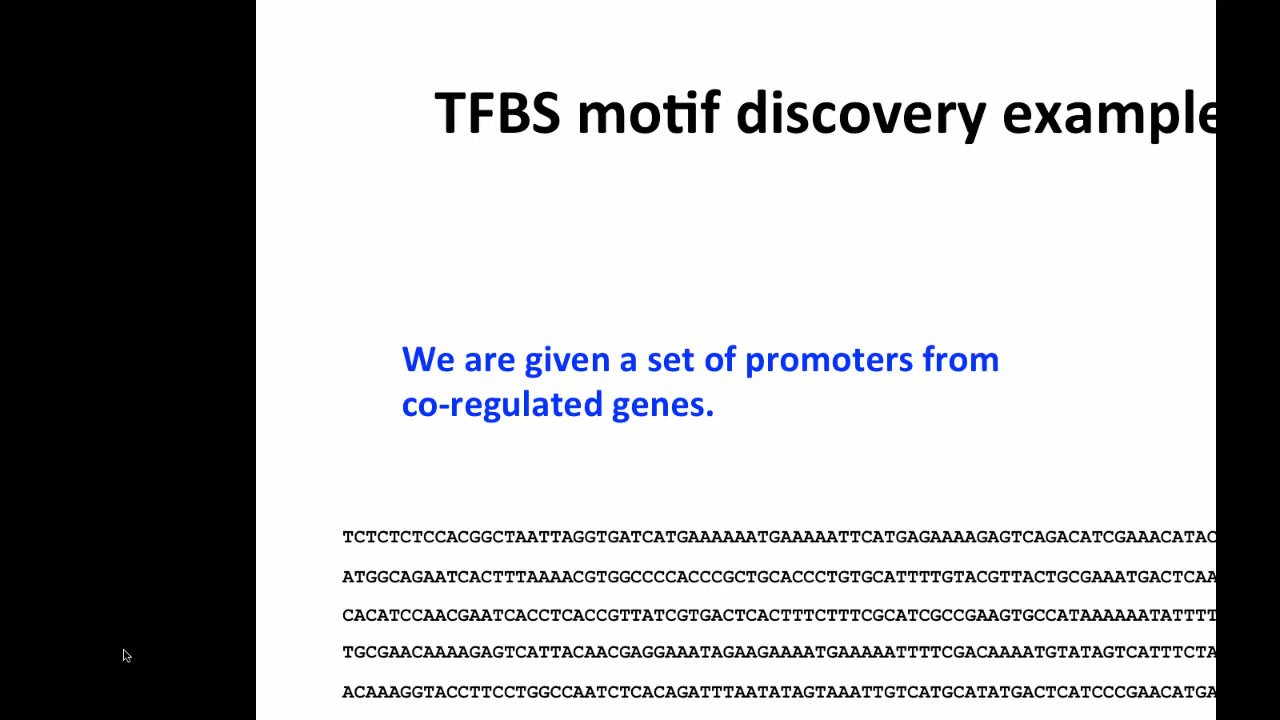 TFBS motif discovery example
We are given a set of promoters from
co-regulated genes.
TCTCTCTCCACGGCTAATTAGGTGATCATGAAAAAATGAAAAATTCATGAGAAAAGAGTCAGACATCGAAACATAC
ATGGCAGAATCACTTTAAAACGTGGCCCCACCCGCTGCACCCTGTGCATTTTGTACGTTACTGCGAAATGACTCAA
CACATCCAACGAATCACCTCACCGTTATCGTGACTCACTTTCTTTCGCATCGCCGAAGTGCCATAAAAAATATTTT
TGCGAACAAAAGAGTCATTACAACGAGGAAATAGAAGAAAATGAAAAATTTTCGACAAAATGTATAGTCATTTCTA
ACAAAGGTACCTTCCTGGCCAATCTCACAGATTTAATATAGTAAATTGTCATGCATATGACTCATCCCGAACATGA